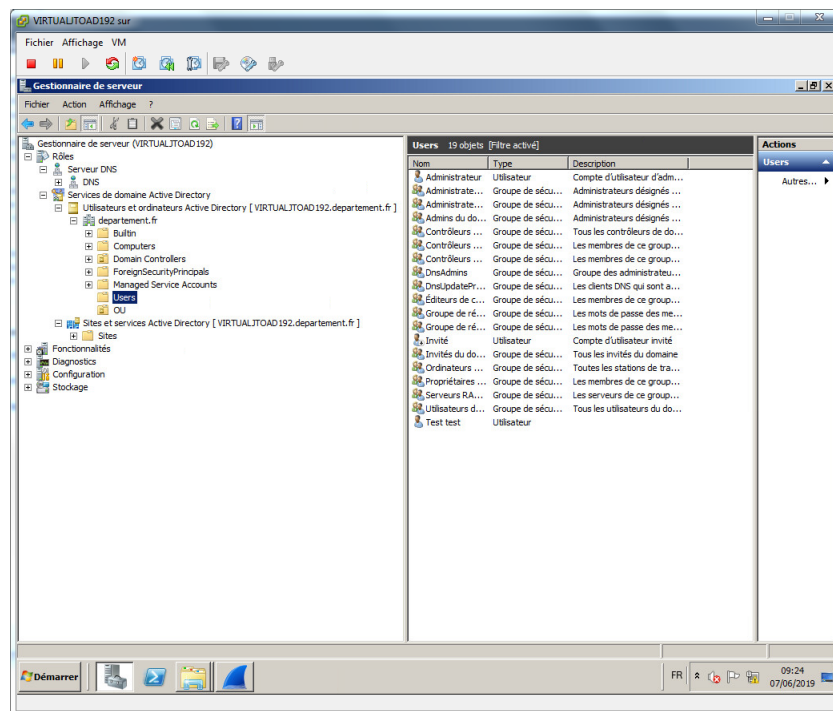 VIRTUALJTOAD192 sur
Fichier Affichage VM
Gestionnaire de serveur
Fichier Action Affichage ?
Gestionnaire de serveur (VIRTUALJTOAD192)
Rôles
Serveur DNS
DNS
Services de domaine Active Directory
Utilisateurs et ordinateurs Active Directory [ VIRTUALJTOAD192.departement.fr ]
departement.fr
Builtin
Computers
Domain Controllers
ForeignSecurityPrincipals
Managed Service Accounts
Users
OU
Sites et services Active Directory [ VIRTUALJTOAD192.departement.fr ]
Sites
Fonctionnalités
Diagnostics
Configuration
Stockage
Users 19 objets [Filtre activé]
Nom Type Description
Administrateur Utilisateur Compte d'utilisateur d'adm...
Administrate... Groupe de sécu... Administrateurs désignés ...
Administrate... Groupe de sécu... Administrateurs désignés ...
Admins du do... Groupe de sécu... Administrateurs désignés ...
Contrôleurs ... Groupe de sécu... Tous les contrôleurs de do...
Contrôleurs ... Groupe de sécu... Les membres de ce group...
Contrôleurs ... Groupe de sécu... Les membres de ce group...
DnsAdmins Groupe de sécu... Groupe des administrateu...
DnsUpdatePr... Groupe de sécu... Les clients DNS qui sont a...
Éditeurs de c... Groupe de sécu... Les membres de ce group...
Groupe de ré... Groupe de sécu... Les mots de passe des me...
Groupe de ré... Groupe de sécu... Les mots de passe des me...
Invité Utilisateur Compte d'utilisateur invité
Invités du do... Groupe de sécu... Tous les invités du domaine
Ordinateurs ... Groupe de sécu... Toutes les stations de tra...
Propriétaires ... Groupe de sécu... Les membres de ce group...
Serveurs RA... Groupe de sécu... Les serveurs de ce group...
Utilisateurs d... Groupe de sécu... Tous les utilisateurs du do...
Test test Utilisateur
Actions
Users
Autres...
Démarrer
FR
09:24
07/06/2019